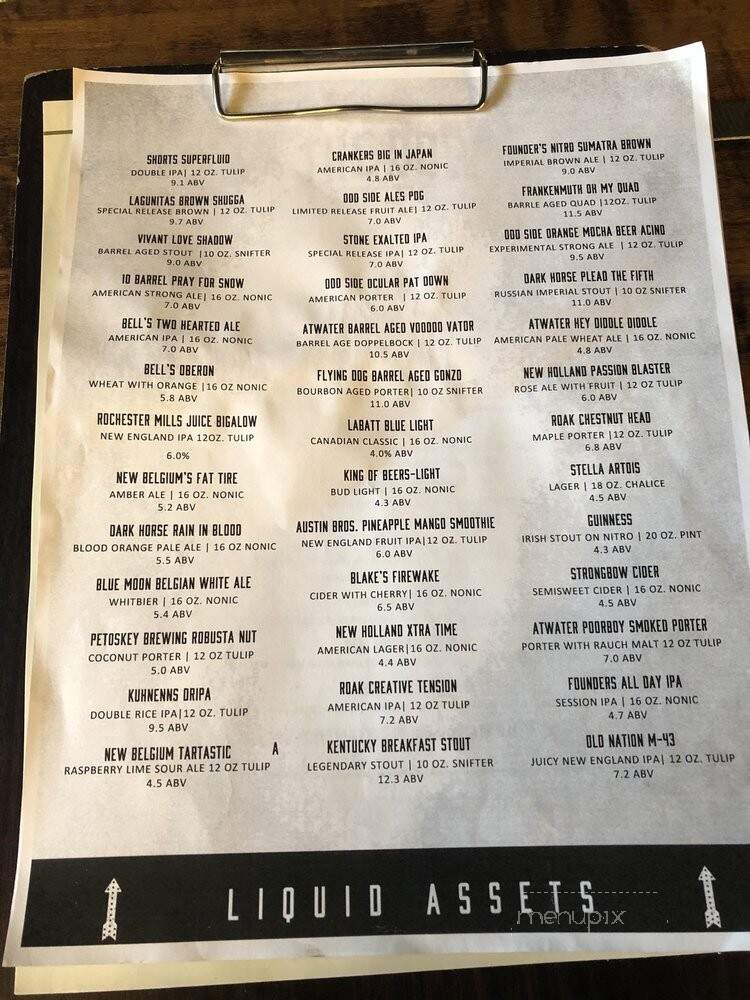 SHORTS SUPERFLUID
DOUBLE IPA| 12 OZ. TULIP
9.1 ABV
LAGUNITAS BROWN SHUGGA
SPECIAL RELEASE BROWN | 12 OZ. TULIP
9.7 ABV
VIVANT LOVE SHADOW
BARREL AGED STOUT |10 OZ. SNIFTER
9.0 ABV
10 BARREL PRAY FOR SNOW
AMERICAN STRONG ALE| 16 OZ. NONIC
7.0 ABV
BELL'S TWO HEARTED ALE
AMERICAN IPA | 16 OZ. NONIC
7.0 ABV
BELL'S OBERON
WHEAT WITH ORANGE |16 OZ NONIC
5.8 ABV
ROCHESTER MILLS JUICE BIGALOW
NEW ENGLAND IPA 12OZ. TULIP
6.0%
NEW BELGIUM'S FAT TIRE
AMBER ALE | 16 OZ. NONIC
5.2 ABV
DARK HORSE RAIN IN BLOOD
BLOOD ORANGE PALE ALE | 16 OZ NONIC
5.5 ABV
BLUE MOON BELGIAN WHITE ALE
WHITBIER | 16 OZ. NONIC
5.4 ABV
PETOSKEY BREWING ROBUSTA NUT
COCONUT PORTER | 12 OZ TULIP
5.0 ABV
KUHNENNS DRIPA
DOUBLE RICE IPA|12 OZ. TULIP
9.5 ABV
NEW BELGIUM TARTASTIC A
RASPBERRY LIME SOUR ALE 12 OZ TULIP
4.5 ABV
CRANKERS BIG IN JAPAN
AMERICAN IPA | 16 OZ. NONIC
4.8 ABV
ODD SIDE ALES POG
LIMITED RELEASE FRUIT ALE| 12 OZ. TULIP
7.0 ABV
STONE EXALTED IPA
SPECIAL RELEASE IPA| 12 OZ. TULIP
7.0 ABV
ODD SIDE OCULAR PAT DOWN
AMERICAN PORTER | 12 OZ. TULIP
6.0 ABV
ATWATER BARREL AGED VOODOO VATOR
BARREL AGE DOPPELBOCK | 12 OZ. TULIP
10.5 ABV
FLYING DOG BARREL AGED GONZO
BOURBON AGED PORTER| 10 OZ SNIFTER
11.0 ABV
LABATT BLUE LIGHT
CANADIAN CLASSIC | 16 OZ. NONIC
4.0% ABV
KING OF BEERS-LIGHT
BUD LIGHT | 16 OZ. NONIC
4.3 ABV
AUSTIN BROS. PINEAPPLE MANGO SMOOTHIE
NEW ENGLAND FRUIT IPA|12 OZ. TULIP
6.0 ABV
BLAKE'S FIREWAKE
CIDER WITH CHERRY| 16 OZ. NONIC
6.5 ABV
NEW HOLLAND XTRA TIME
AMERICAN LAGER|16 OZ. NONIC
4.4 ABV
ROAK CREATIVE TENSION
AMERICAN IPA| 12 OZ TULIP
7.2 ABV
KENTUCKY BREAKFAST STOUT
LEGENDARY STOUT | 10 OZ. SNIFTER
12.3 ABV
FOUNDER'S NITRO SUMATRA BROWN
IMPERIAL BROWN ALE | 12 OZ. TULIP
9.0 ABV
FRANKENMUTH OH MY QUAD
BARRLE AGED QUAD |12OZ. TULIP
11.5 ABV
ODD SIDE ORANGE MOCHA BEER ACINO
EXPERIMENTAL STRONG ALE | 12 OZ. TULIP
9.5 ABV
DARK HORSE PLEAD THE FIFTH
RUSSIAN IMPERIAL STOUT | 10 OZ SNIFTER
11.0 ABV
ATWATER HEY DIDDLE DIDDLE
AMERICAN PALE WHEAT ALE | 16 OZ. NONIC
4.8 ABV
NEW HOLLAND PASSION BLASTER
ROSE ALE WITH FRUIT | 12 OZ TULIP
6.0 ABV
ROAK CHESTNUT HEAD
MAPLE PORTER |12 OZ. TULIP
6.8 ABV
STELLA ARTOIS
LAGER | 18 OZ. CHALICE
4.5 ABV
GUINNESS
IRISH STOUT ON NITRO | 20 OZ. PINT
4.3 ABV
STRONGBOW CIDER
SEMISWEET CIDER | 16 OZ. NONIC
4.5 ABV
ATWATER POORBOY SMOKED PORTER
PORTER WITH RAUCH MALT 12 OZ TULIP
7.0 ABV
FOUNDERS ALL DAY IPA
SESSION IPA | 16 OZ. NONIC
4.7 ABV
OLD NATION M-43
JUICY NEW ENGLAND IPA| 12 OZ. TULIP
7.2 ABV
LIQUID ASSETS
menupix